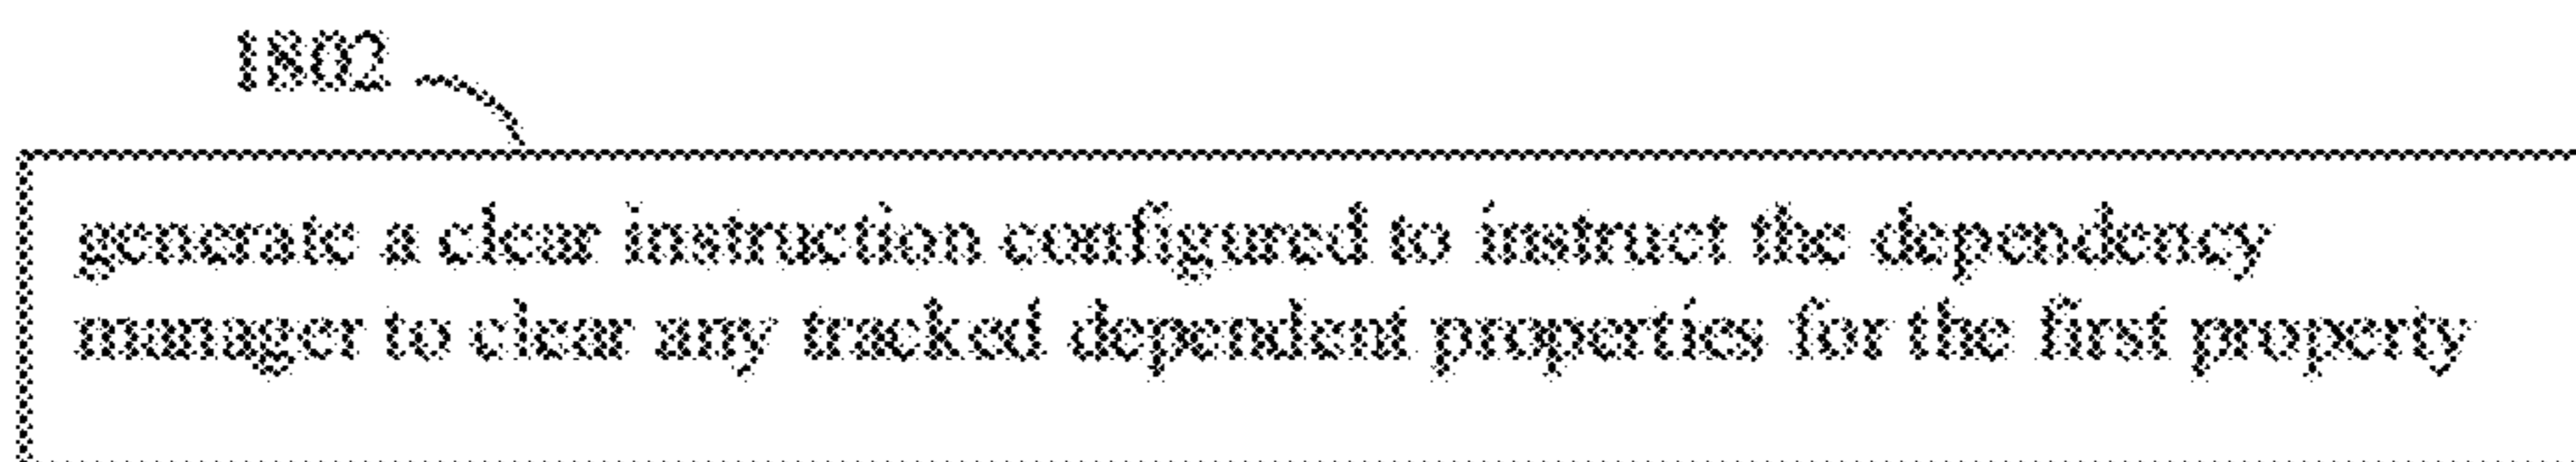 1802
generate a clear instruction configured to instruct the dependency
manager to clear any tracked dependent properties for the first property